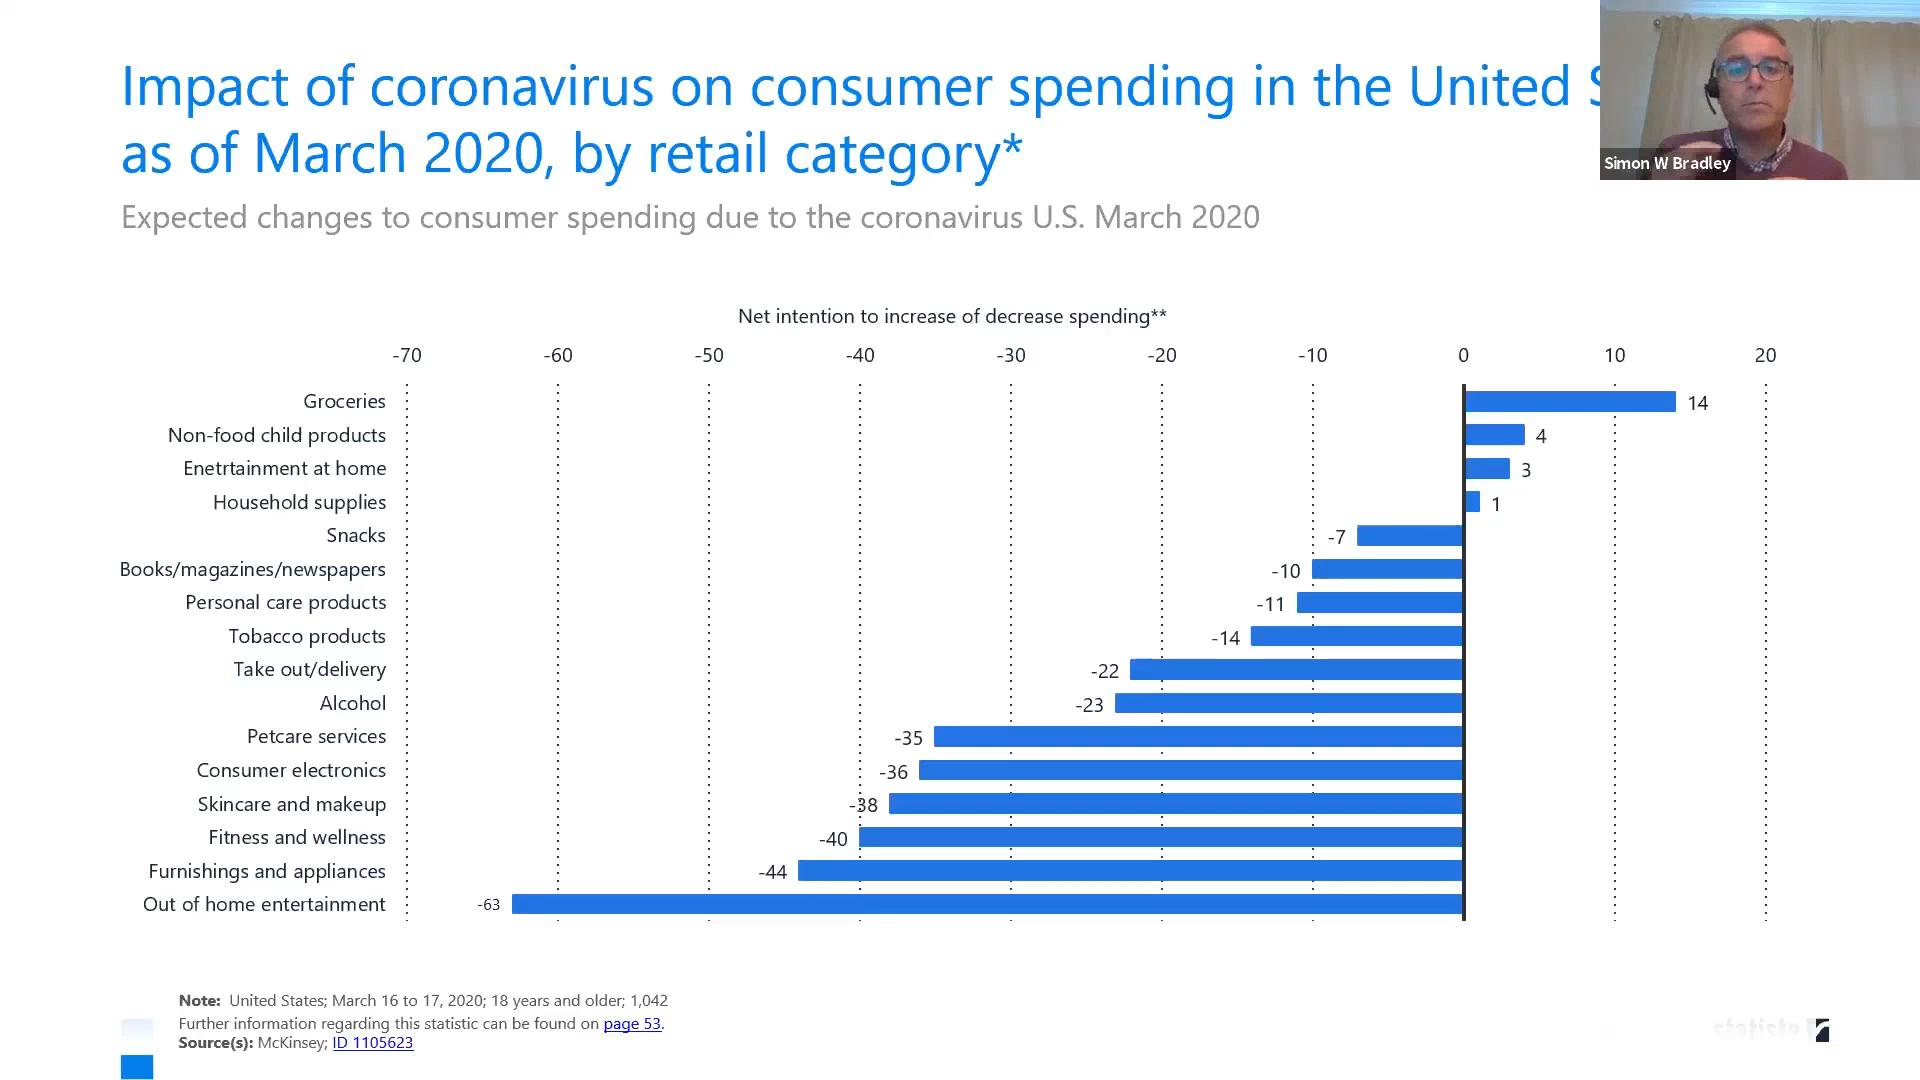 Impact of coronavirus on consumer spending in the United
as of March 2020, by retail category*
Simon W Bradley
Expected changes to consumer spending due to the coronavirus U.S. March 2020
Net intention to increase of decrease spending**
-70 -60 -50 -40 -30 -20 -10 0 10 20
Groceries 14
Non-food child products 4
Enetrtainment at home 3
Household supplies 1
Snacks -7
Books/magazines/newspapers -10
Personal care products -11
Tobacco products -14
Take out/delivery -22
Alcohol -23
Petcare services -35
Consumer electronics -36
Skincare and makeup -38
Fitness and wellness -40
Furnishings and appliances -44
Out of home entertainment -63
Note: United States; March 16 to 17, 2020; 18 years and older; 1,042
Further information regarding this statistic can be found on page 53.
Source(s): McKinsey; ID 1105623
statista